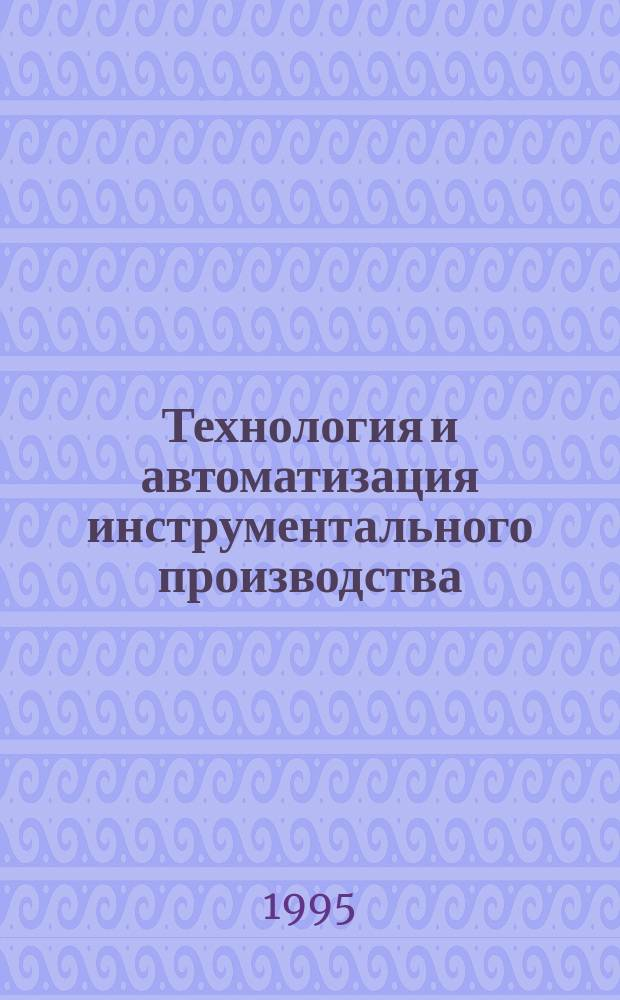 Технология и
автоматизация
инструментального
производства
1995